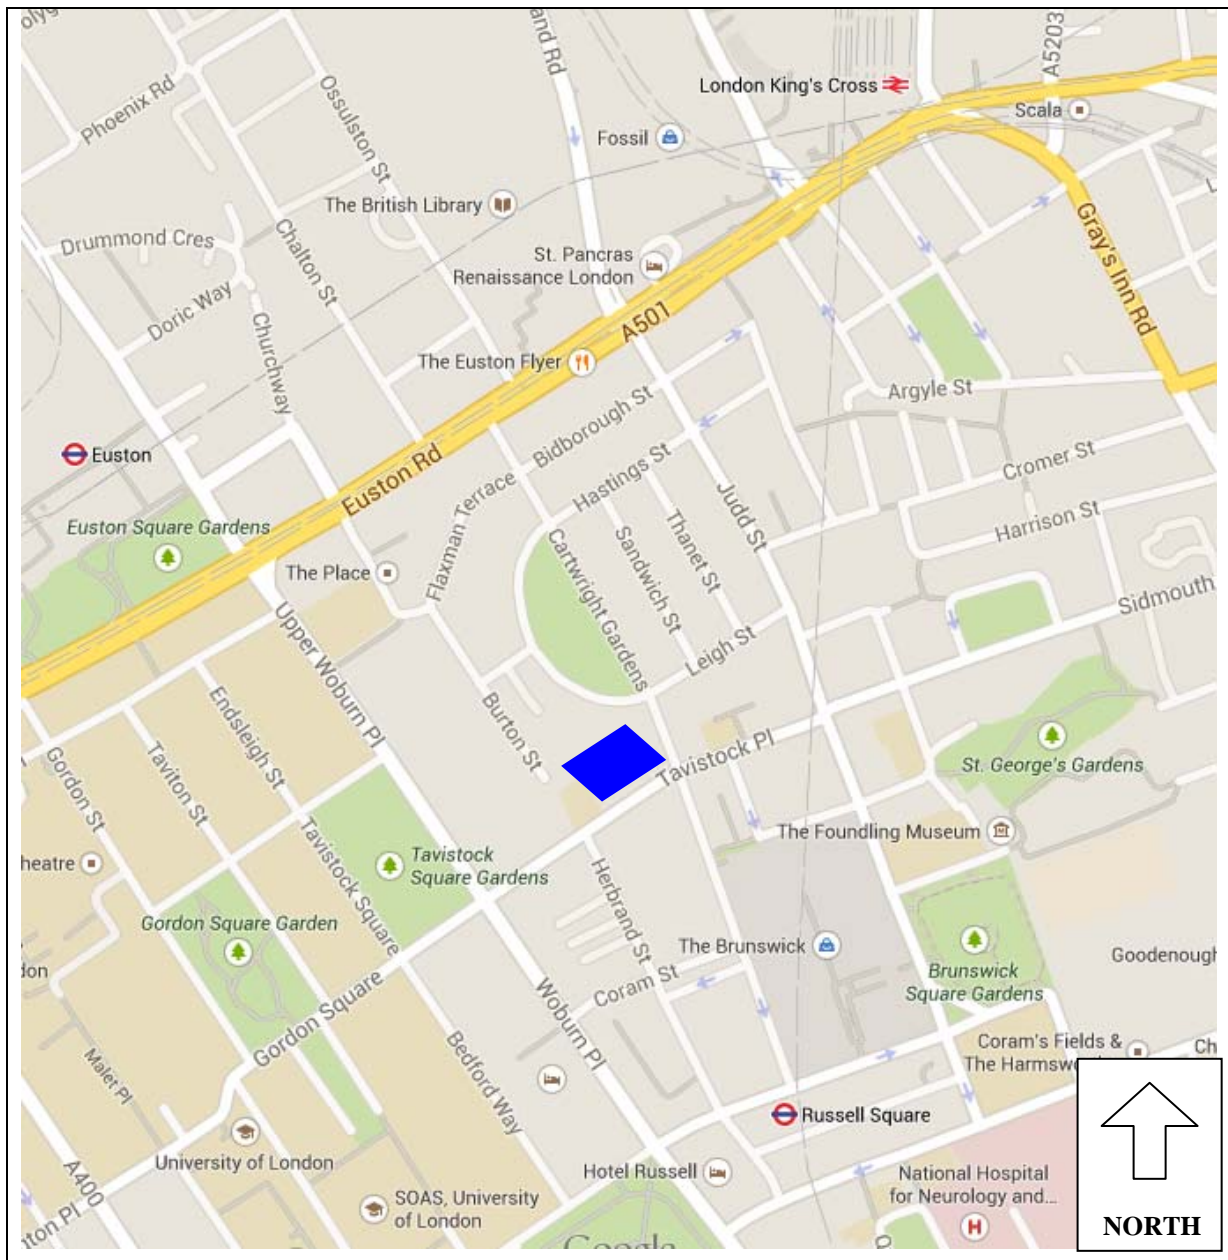 Phoenix Rd
Ossulston St
and Rd
London King's Cross
A5203
Scala
Fossil
The British Library
Drummond Cres
Chalton St
St. Pancras
Renaissance London
Gray's Inn Rd
Doric Way
Churchway
A501
The Euston Flyer
Argyle St
Bidborough St
Euston
Euston Rd
Flaxman Terrace
Hastings St
Cromer St
Judd St
Harrison St
Euston Square Gardens
Thanet St
Sandwich St
Cartwright Gardens
The Place
Sidmouth
Upper Woburn Pl
Leigh St
Endsleigh St
Burton St
Gordon St
Taviton St
Tavistock Pl
St. George's Gardens
The Foundling Museum
heatre
Tavistock
Square Gardens
Tavistock Square
Herbrand St
Gordon Square Garden
The Brunswick
don
Coram St
Brunswick
Square Gardens
Goodenough
Gordon Square
Woburn Pl
Bedford Way
Malet Pl
Coram's Fields &
The Harmsw
Ch
Russell Square
University of London
A400
Hotel Russell
National Hospital
for Neurology and...
SOAS, University
of London
H
NORTH
Google